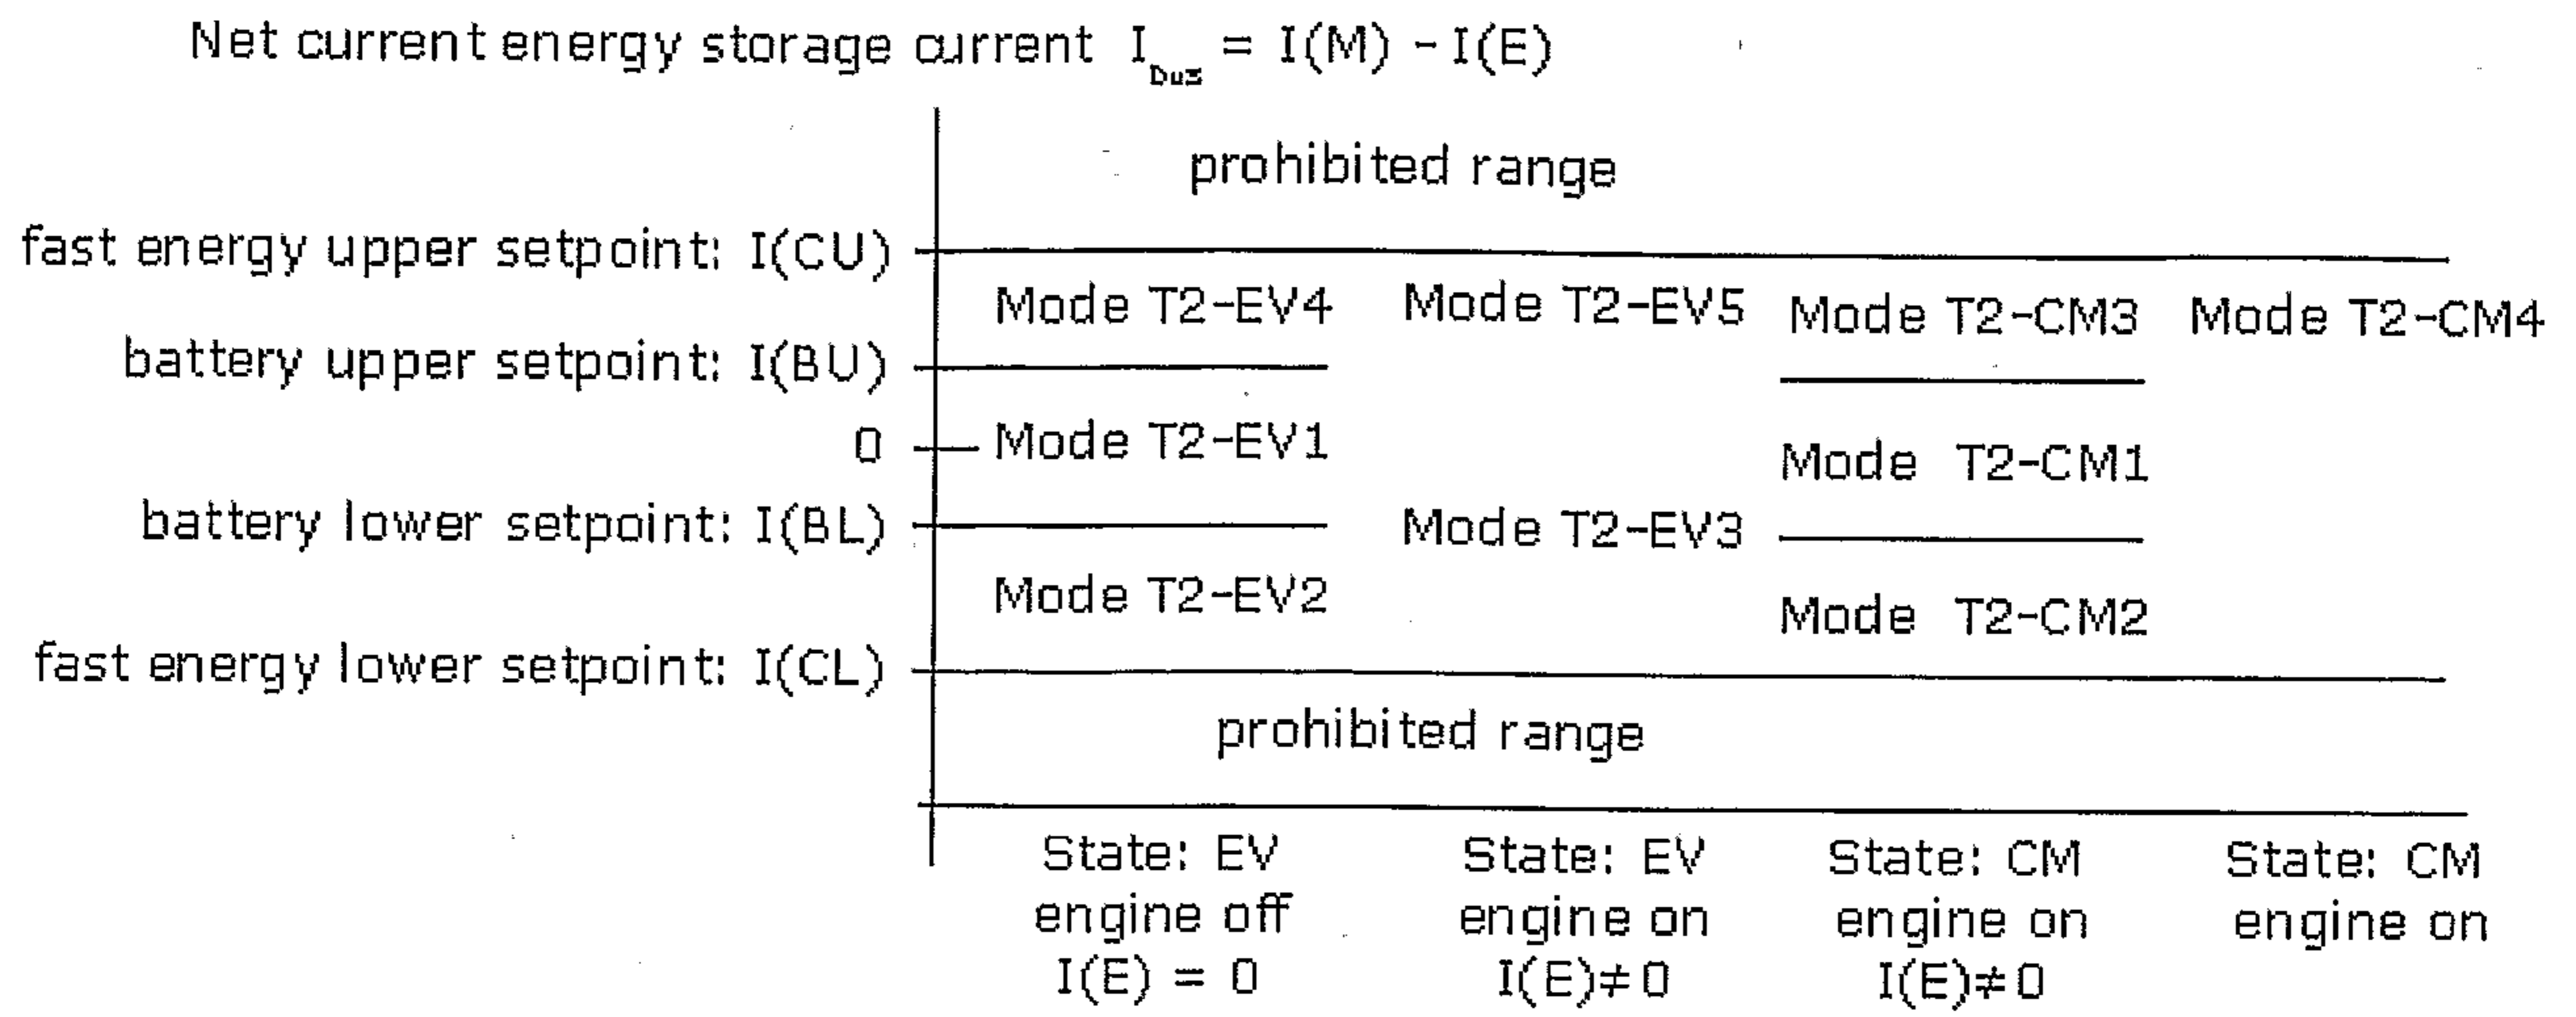 Net current energy storage current I_bus = I(M) - I(E)
prohibited range
fast energy upper setpoint: I(CU)
Mode T2-EV4 Mode T2-EV5 Mode T2-CM3 Mode T2-CM4
battery upper setpoint: I(BU)
0 Mode T2-EV1
Mode T2-CM1
battery lower setpoint: I(BL) Mode T2-EV3
Mode T2-EV2 Mode T2-CM2
fast energy lower setpoint: I(CL)
prohibited range
State: EV State: EV State: CM State: CM
engine off engine on engine on engine on
I(E) = 0 I(E)≠0 I(E)≠0